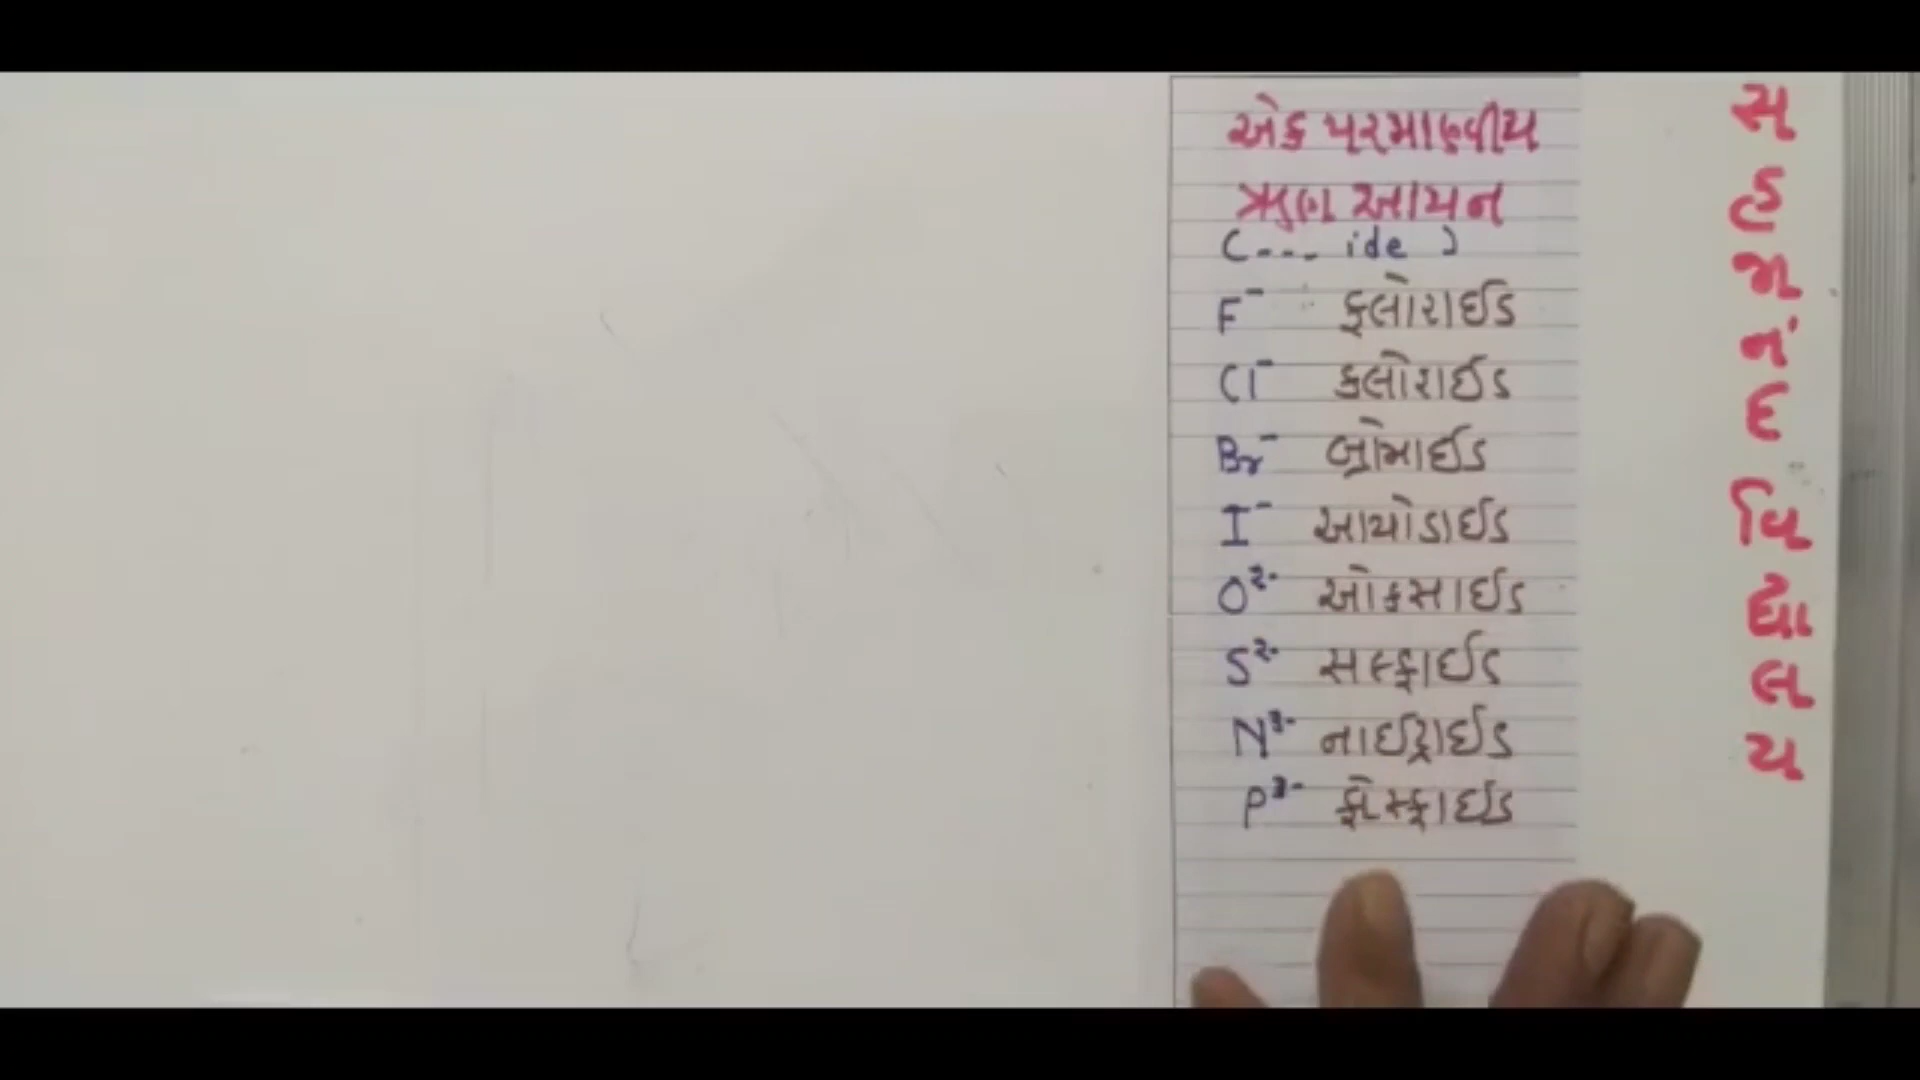 એક પરમાણ્વીય
ઋણ આયન
(--- ide )
F⁻ ફ્લોરાઈડ
Cl⁻ ક્લોરાઈડ
Br⁻ બ્રોમાઈડ
I⁻ આયોડાઈડ
O²⁻ ઓક્સાઈડ
S²⁻ સલ્ફાઈડ
N³⁻ નાઈટ્રાઈડ
P³⁻ ફોસ્ફાઈડ
સહજાનંદ વિદ્યાલય